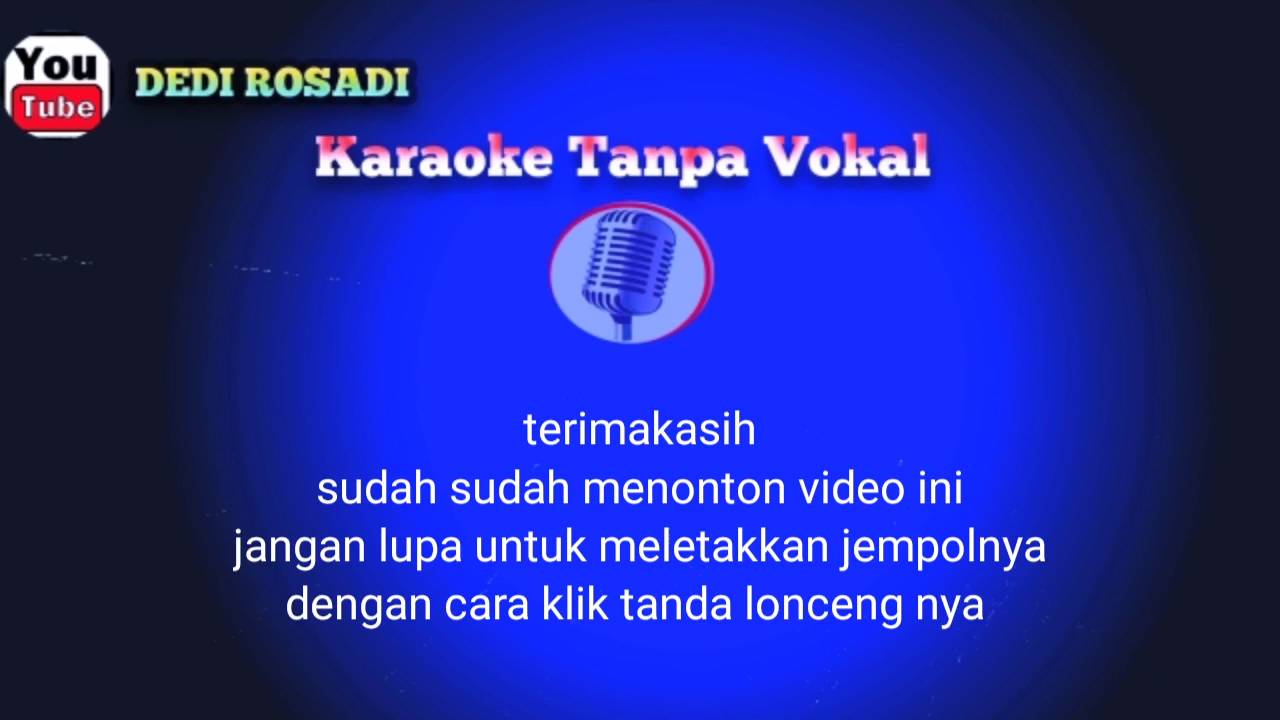 You
Tube
DEDI ROSADI
Karaoke Tanpa Vokal
terimakasih
sudah sudah menonton video ini
jangan lupa untuk meletakkan jempolnya
dengan cara klik tanda lonceng nya